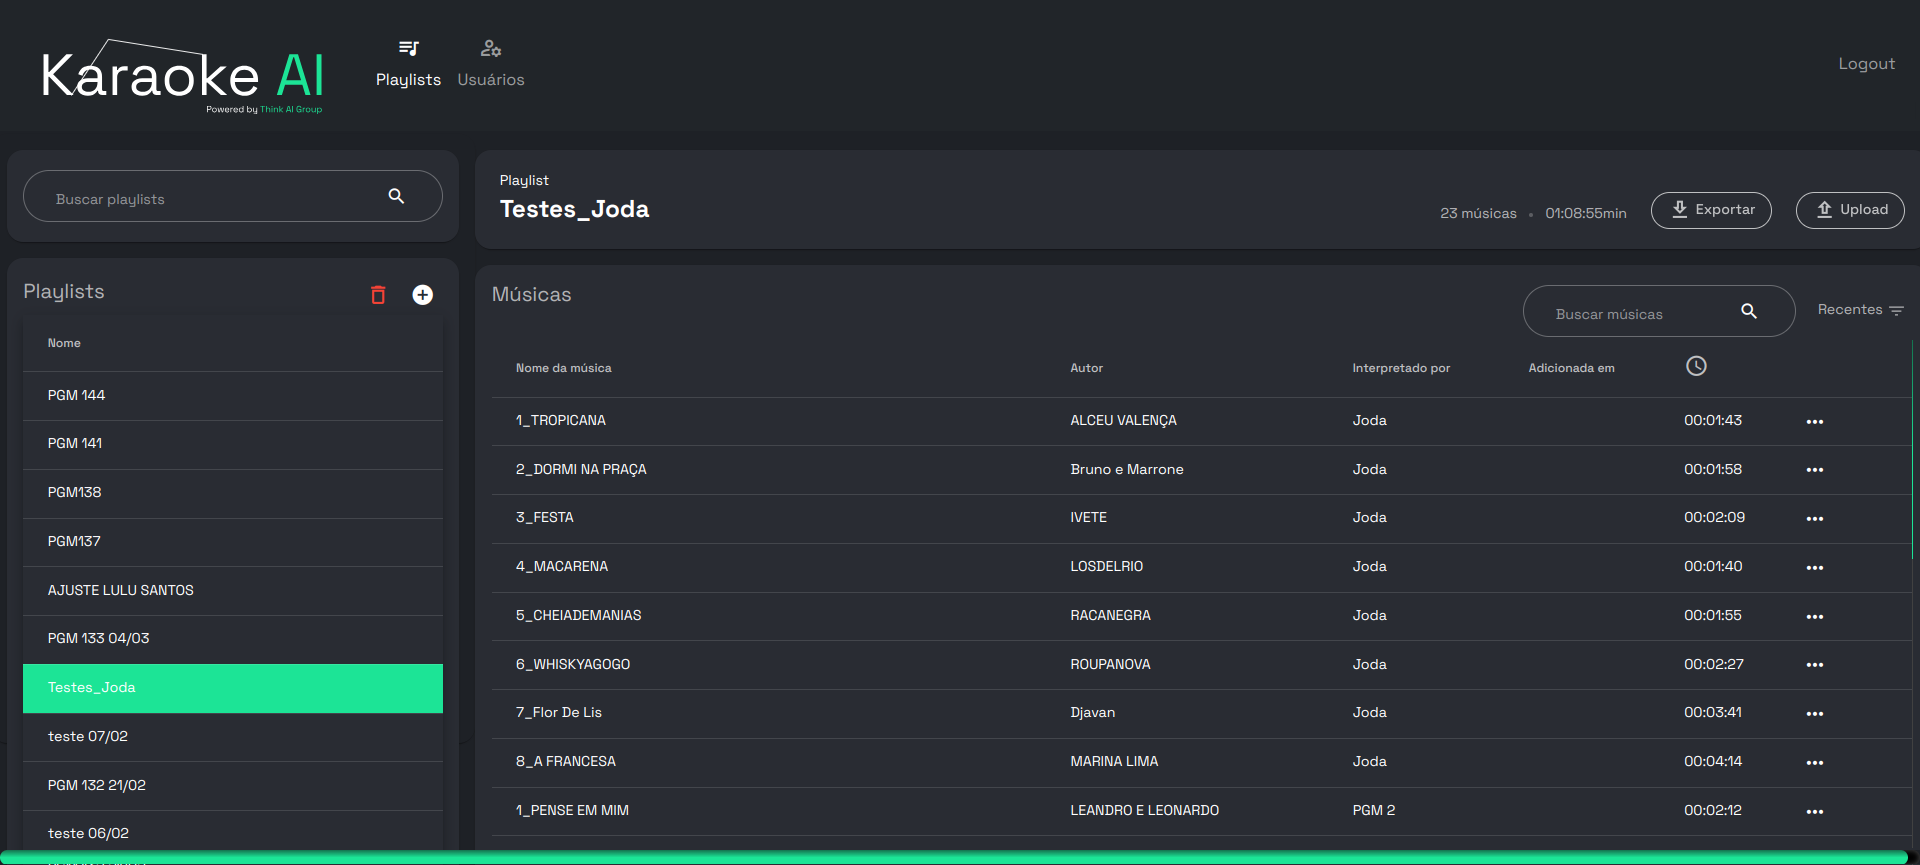 Karaoke AI
Powered by Think AI Group
Playlists
Usuários
Logout
Buscar playlists
Playlists
Nome
PGM 144
PGM 141
PGM138
PGM137
AJUSTE LULU SANTOS
PGM 133 04/03
Testes_Joda
teste 07/02
PGM 132 21/02
teste 06/02
Playlist
Testes_Joda
23 músicas • 01:08:55min
Exportar
Upload
Músicas
Buscar músicas
Recentes
Nome da música Autor Interpretado por Adicionada em
1_TROPICANA ALCEU VALENÇA Joda 00:01:43
2_DORMI NA PRAÇA Bruno e Marrone Joda 00:01:58
3_FESTA IVETE Joda 00:02:09
4_MACARENA LOSDELRIO Joda 00:01:40
5_CHEIADEMANIAS RACANEGRA Joda 00:01:55
6_WHISKYAGOGO ROUPANOVA Joda 00:02:27
7_Flor De Lis Djavan Joda 00:03:41
8_A FRANCESA MARINA LIMA Joda 00:04:14
1_PENSE EM MIM LEANDRO E LEONARDO PGM 2 00:02:12